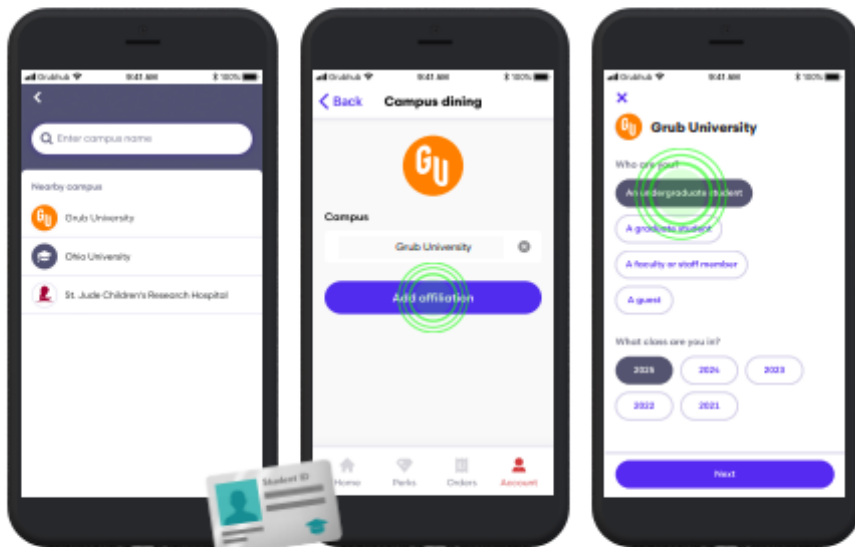 Grubhub 9:41 AM 100%
Enter campus name
Nearby campus
GU Grub University
Ohio University
St. Jude Children's Research Hospital
Student ID
Grubhub 9:41 AM 100%
Back Campus dining
GU
Campus
Grub University
Add affiliation
Home Perks Orders Account
Grubhub 9:41 AM 100%
GU Grub University
Who are you?
An undergraduate student
A graduate student
A faculty or staff member
A guest
What class are you in?
2025 2024 2023
2022 2021
Next